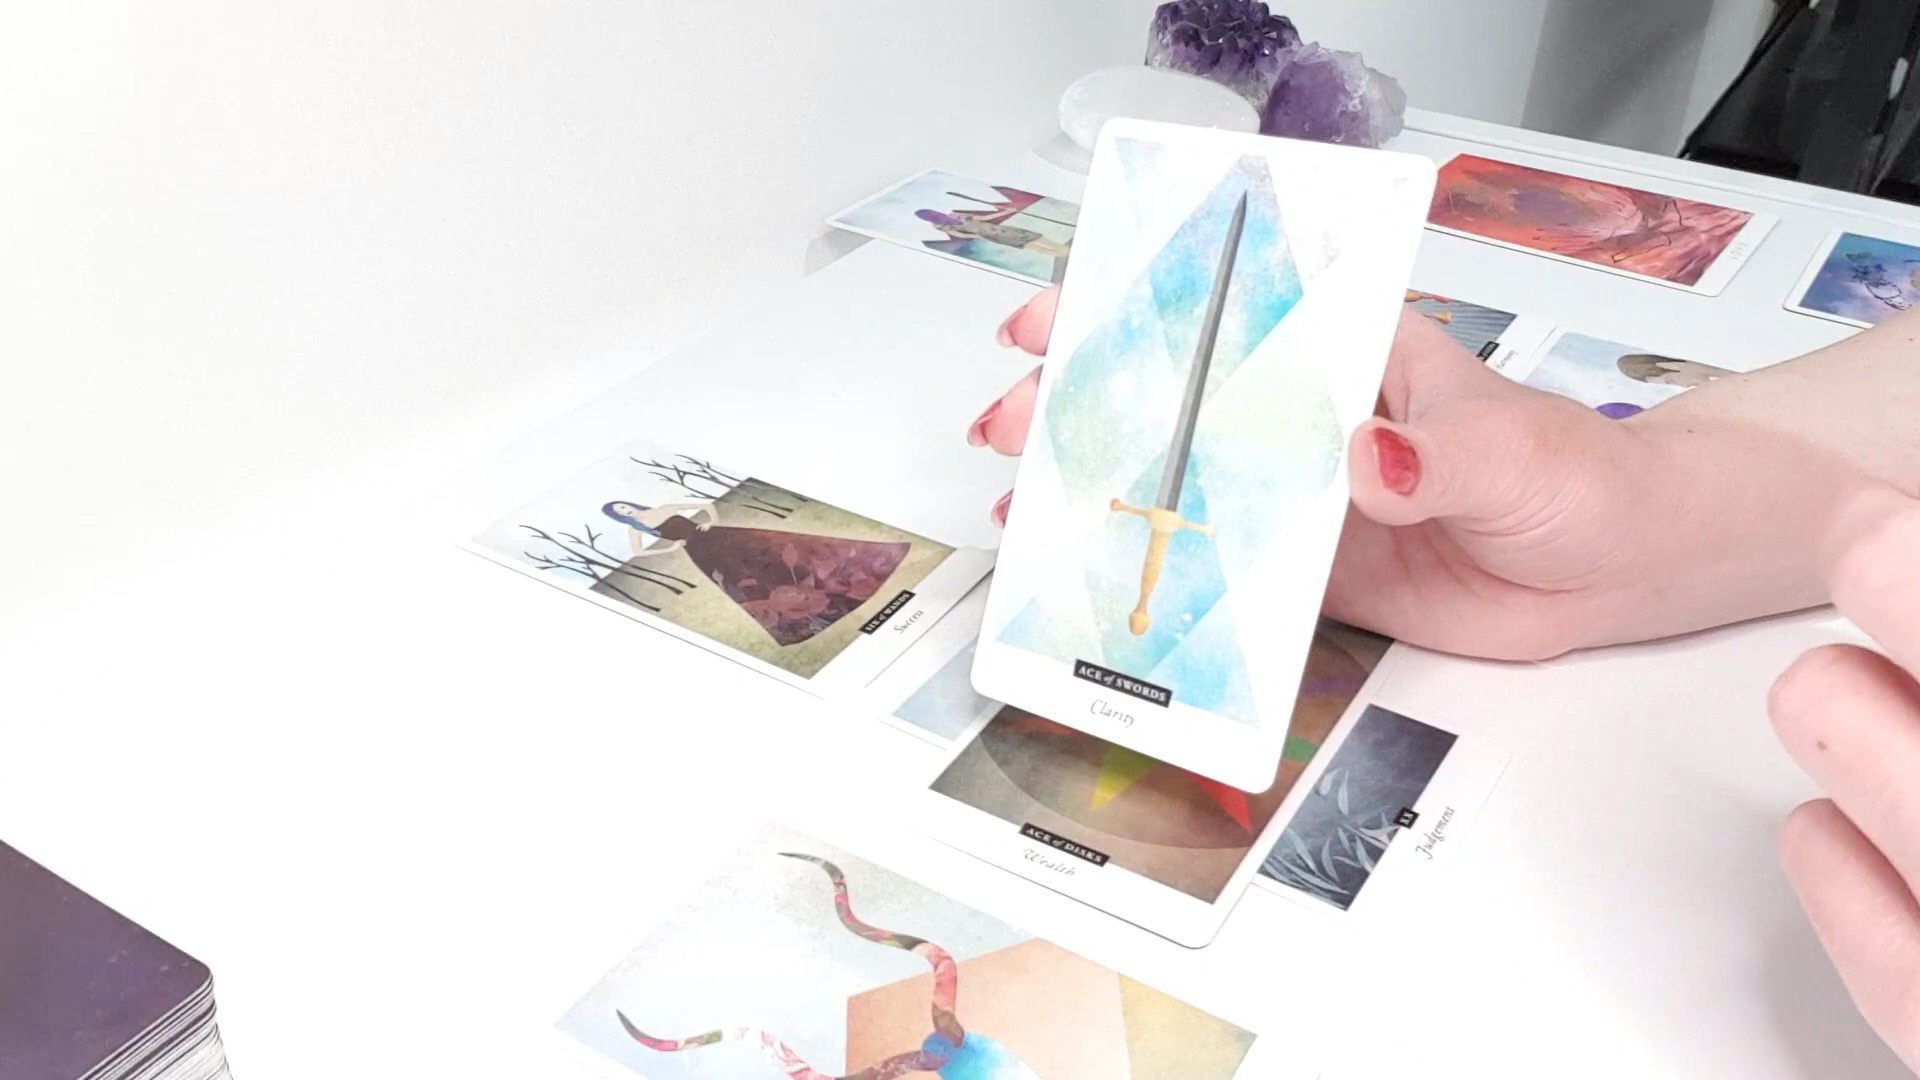 ACE of SWORDS
Clarity
SIX of WANDS
Success
ACE of DISKS
Wealth
XX
Judgement